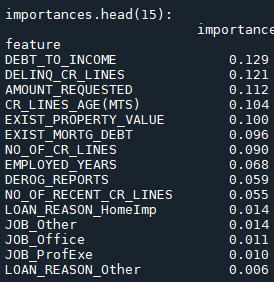 importances.head(15):
importance
feature
DEBT_TO_INCOME 0.129
DELINQ_CR_LINES 0.121
AMOUNT_REQUESTED 0.112
CR_LINES_AGE(MTS) 0.104
EXIST_PROPERTY_VALUE 0.100
EXIST_MORTG_DEBT 0.096
NO_OF_CR_LINES 0.090
EMPLOYED_YEARS 0.068
DEROG_REPORTS 0.059
NO_OF_RECENT_CR_LINES 0.055
LOAN_REASON_HomeImp 0.014
JOB_Other 0.014
JOB_Office 0.011
JOB_ProfExe 0.010
LOAN_REASON_Other 0.006